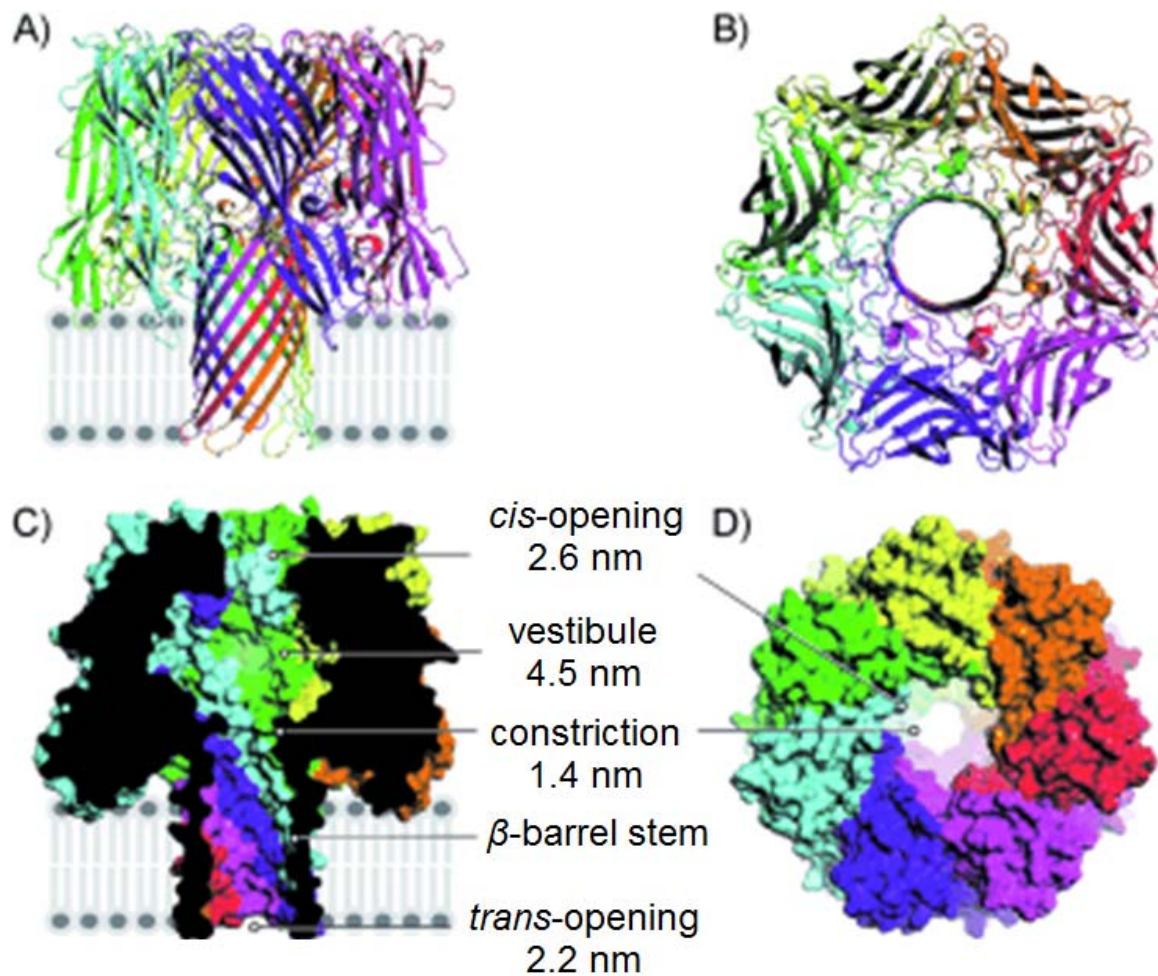 A)
B)
C)
cis-opening
2.6 nm
D)
vestibule
4.5 nm
constriction
1.4 nm
β-barrel stem
trans-opening
2.2 nm